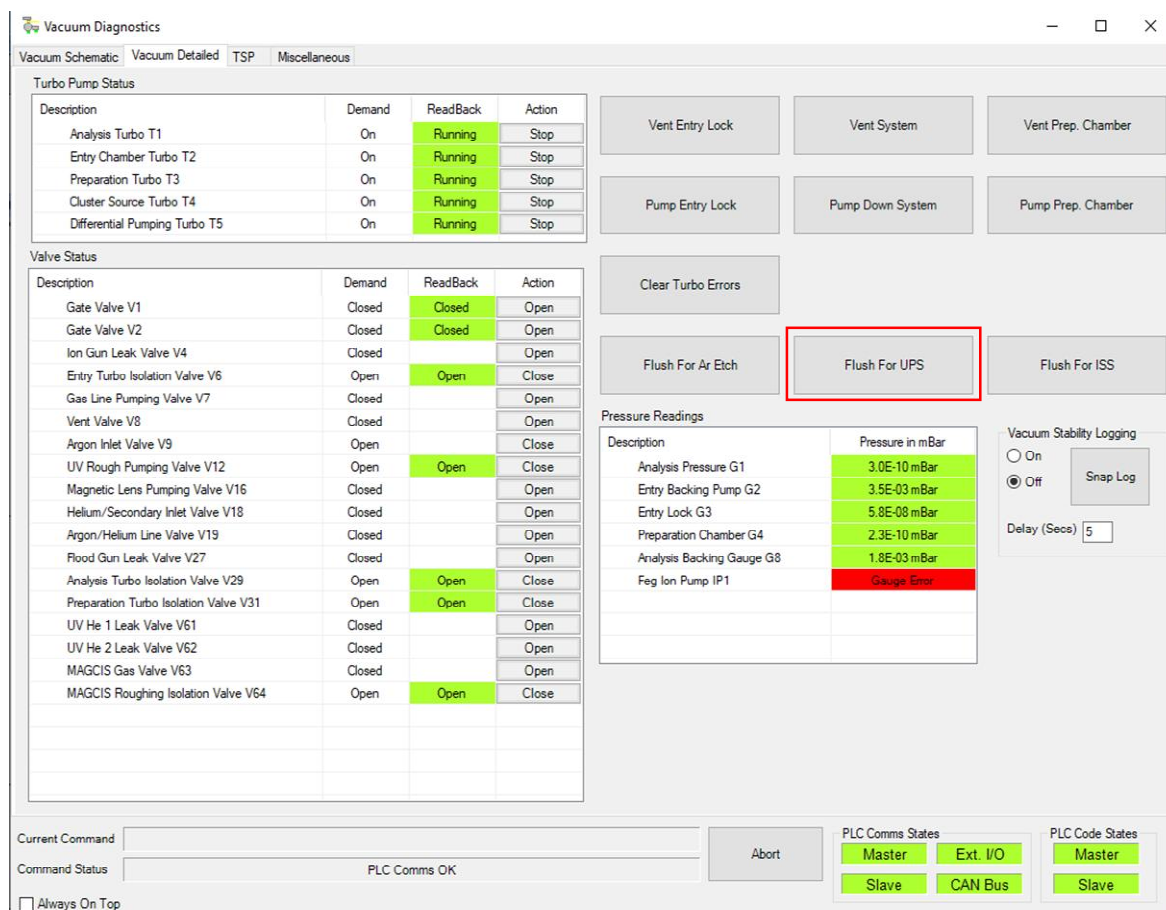 Vacuum Diagnostics
Vacuum Schematic Vacuum Detailed TSP Miscellaneous
Turbo Pump Status
Description Demand ReadBack Action
Analysis Turbo T1 On Running Stop
Entry Chamber Turbo T2 On Running Stop
Preparation Turbo T3 On Running Stop
Cluster Source Turbo T4 On Running Stop
Differential Pumping Turbo T5 On Running Stop
Valve Status
Description Demand ReadBack Action
Gate Valve V1 Closed Closed Open
Gate Valve V2 Closed Closed Open
Ion Gun Leak Valve V4 Closed Open
Entry Turbo Isolation Valve V6 Open Open Close
Gas Line Pumping Valve V7 Closed Open
Vent Valve V8 Closed Open
Argon Inlet Valve V9 Open Close
UV Rough Pumping Valve V12 Open Open Close
Magnetic Lens Pumping Valve V16 Closed Open
Helium/Secondary Inlet Valve V18 Closed Open
Argon/Helium Line Valve V19 Closed Open
Flood Gun Leak Valve V27 Closed Open
Analysis Turbo Isolation Valve V29 Open Open Close
Preparation Turbo Isolation Valve V31 Open Open Close
UV He 1 Leak Valve V61 Closed Open
UV He 2 Leak Valve V62 Closed Open
MAGCIS Gas Valve V63 Closed Open
MAGCIS Roughing Isolation Valve V64 Open Open Close
Vent Entry Lock Vent System Vent Prep. Chamber
Pump Entry Lock Pump Down System Pump Prep. Chamber
Clear Turbo Errors
Flush For Ar Etch Flush For UPS Flush For ISS
Pressure Readings
Description Pressure in mBar
Analysis Pressure G1 3.0E-10 mBar
Entry Backing Pump G2 3.5E-03 mBar
Entry Lock G3 5.8E-08 mBar
Preparation Chamber G4 2.3E-10 mBar
Analysis Backing Gauge G8 1.8E-03 mBar
Feg Ion Pump IP1 Gauge Error
Vacuum Stability Logging
On
Off
Snap Log
Delay (Secs) 5
Current Command
Command Status PLC Comms OK
Abort
PLC Comms States
Master Ext. I/O
Slave CAN Bus
PLC Code States
Master
Slave
Always On Top